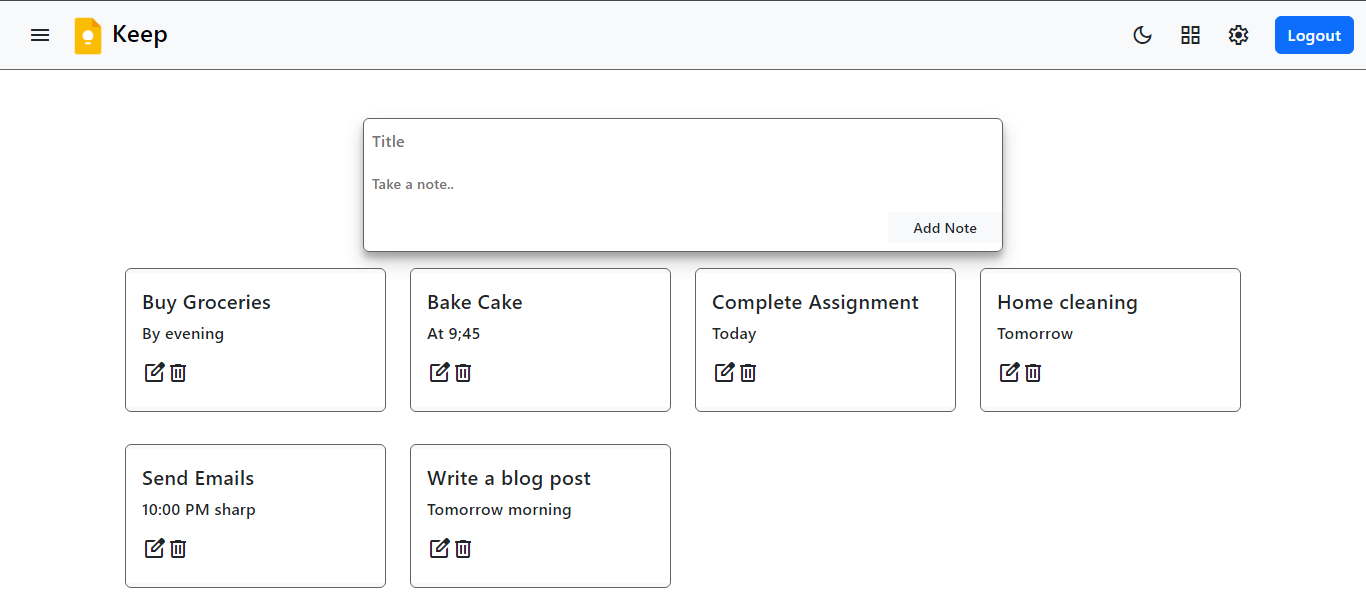 Keep
Logout
Title
Take a note..
Add Note
Buy Groceries
By evening
Bake Cake
At 9;45
Complete Assignment
Today
Home cleaning
Tomorrow
Send Emails
10:00 PM sharp
Write a blog post
Tomorrow morning